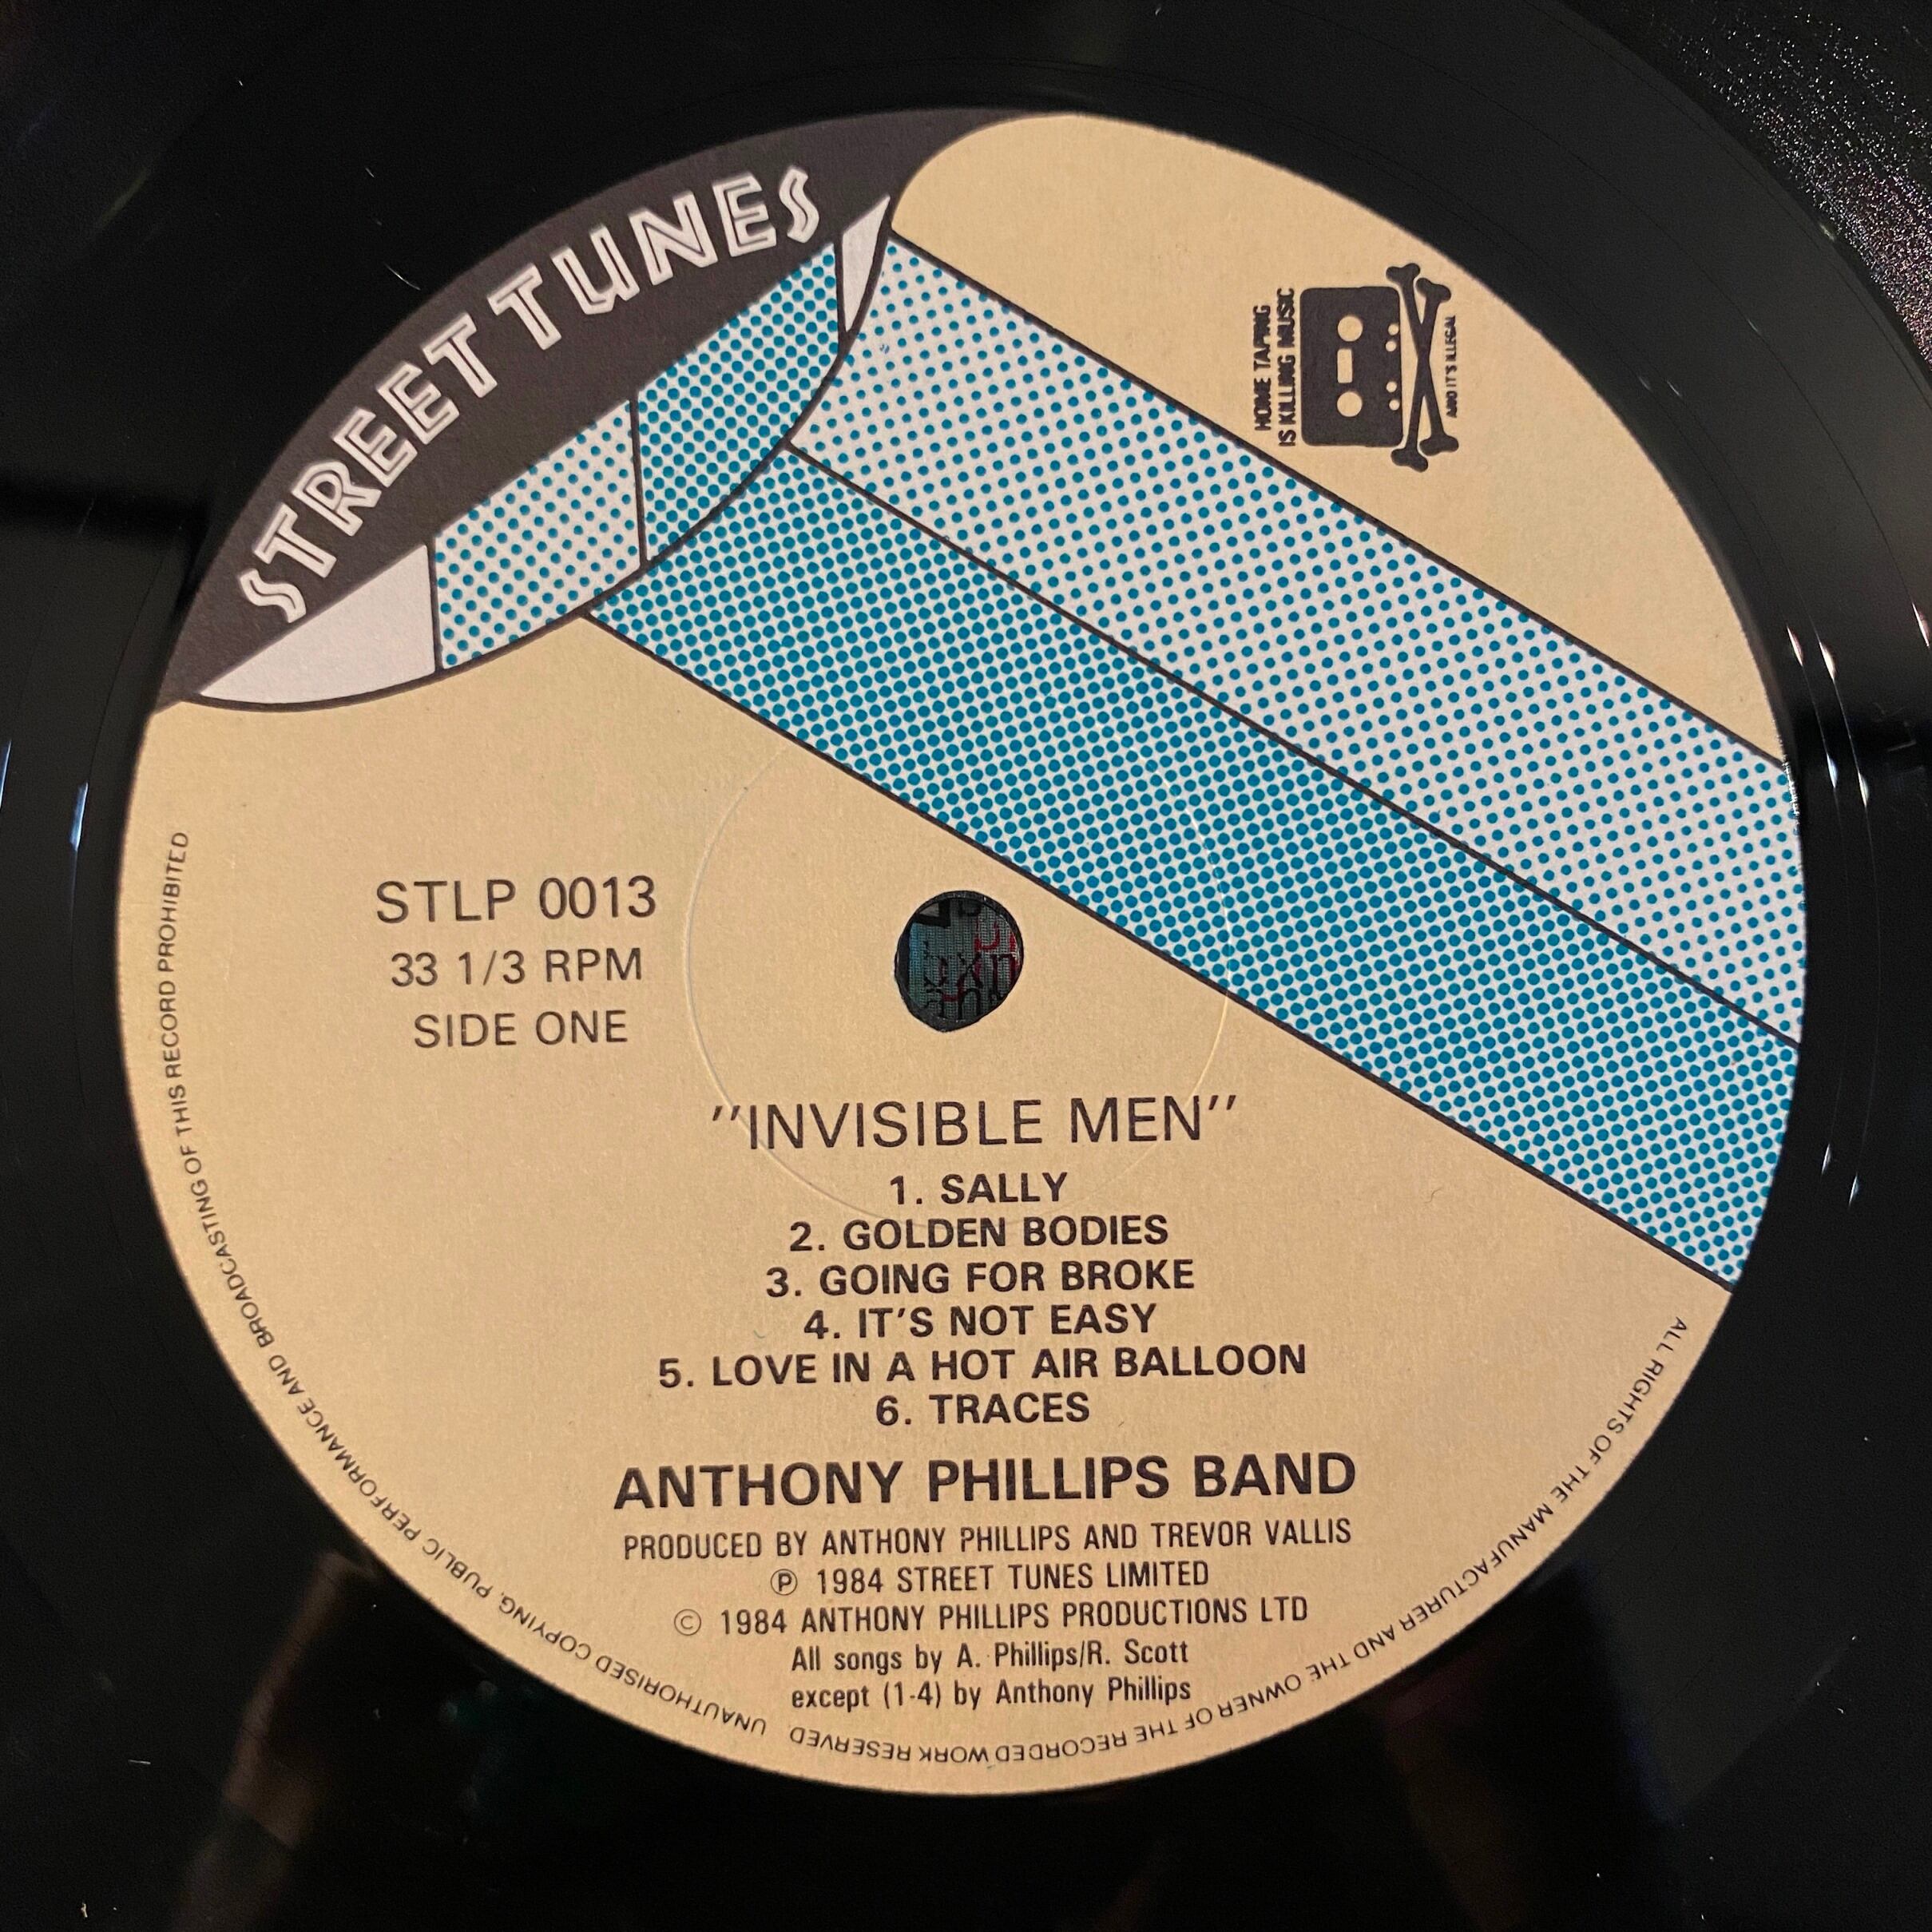 STREET TUNES
HOME TAPING
IS KILLING MUSIC
AND IT'S ILLEGAL
STLP 0013
33 1/3 RPM
SIDE ONE
"INVISIBLE MEN"
1. SALLY
2. GOLDEN BODIES
3. GOING FOR BROKE
4. IT'S NOT EASY
5. LOVE IN A HOT AIR BALLOON
6. TRACES
ANTHONY PHILLIPS BAND
PRODUCED BY ANTHONY PHILLIPS AND TREVOR VALLIS
Ⓟ 1984 STREET TUNES LIMITED
© 1984 ANTHONY PHILLIPS PRODUCTIONS LTD
All songs by A. Phillips/R. Scott
except (1-4) by Anthony Phillips
ALL RIGHTS OF THE MANUFACTURER AND THE OWNER OF THE RECORDED WORK RESERVED UNAUTHORISED COPYING, PUBLIC PERFORMANCE AND BROADCASTING OF THIS RECORD PROHIBITED